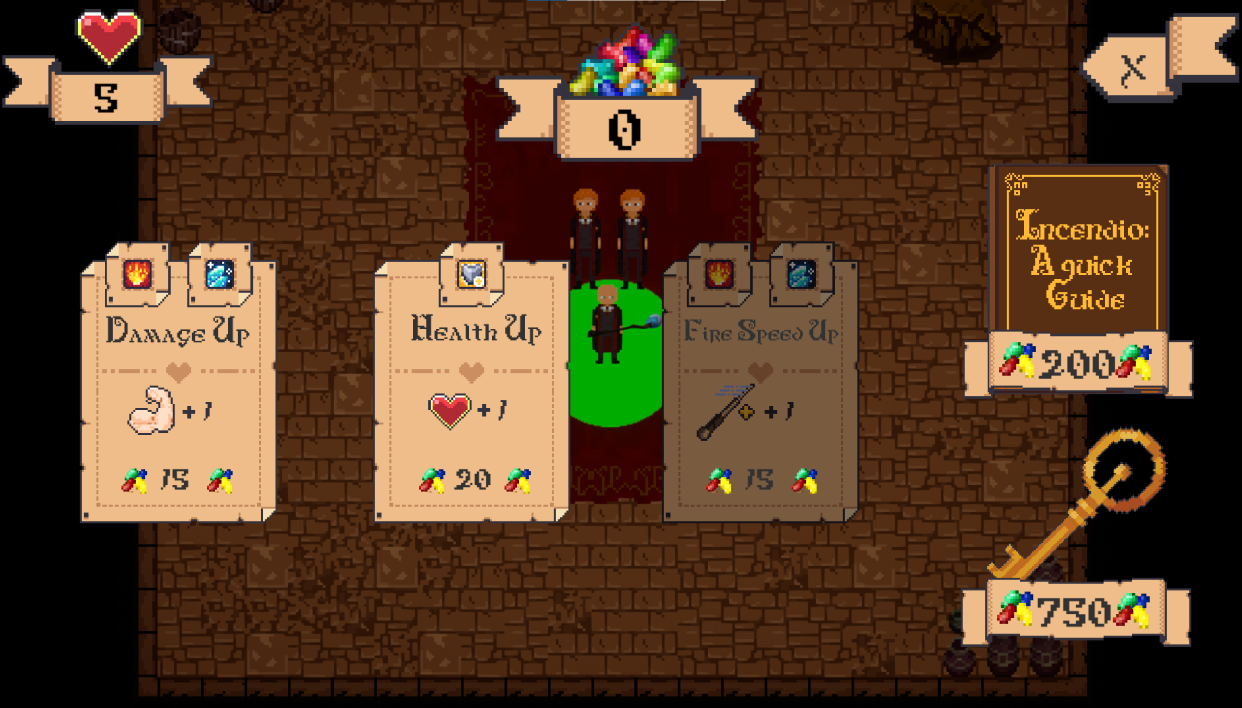 5
0
X
Incendio:
A quick
Guide
200
Damage Up
+ 1
15
Health Up
+ 1
20
Fire Speed Up
+ 1
15
750